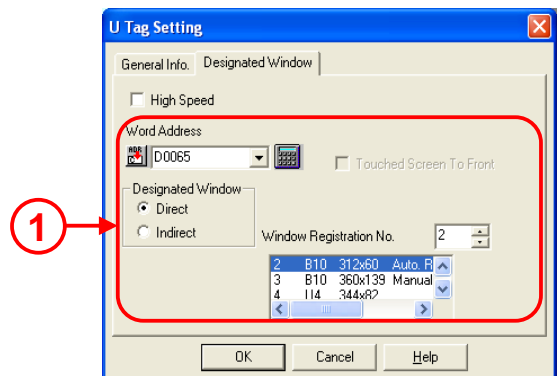 U Tag Setting
General Info. Designated Window
High Speed
Word Address
ADR
D0065
Touched Screen To Front
Designated Window
Direct
Indirect
1
Window Registration No. 2
2 B10 312x60 Auto. R
3 B10 360x139 Manual
4 U4 344x82
OK Cancel Help